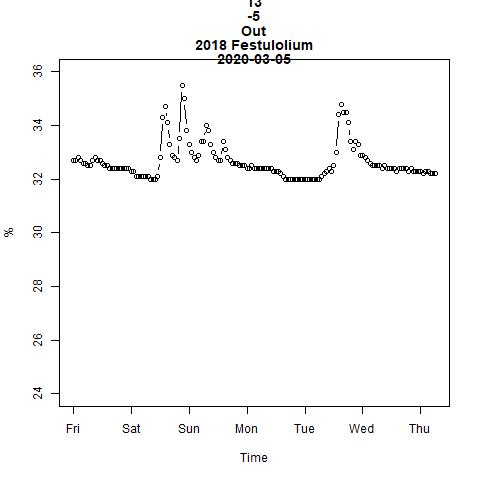 13
-5
Out
2018 Festulolium
2020-03-05
36
34
32
30
28
26
24
%
Fri Sat Sun Mon Tue Wed Thu
Time